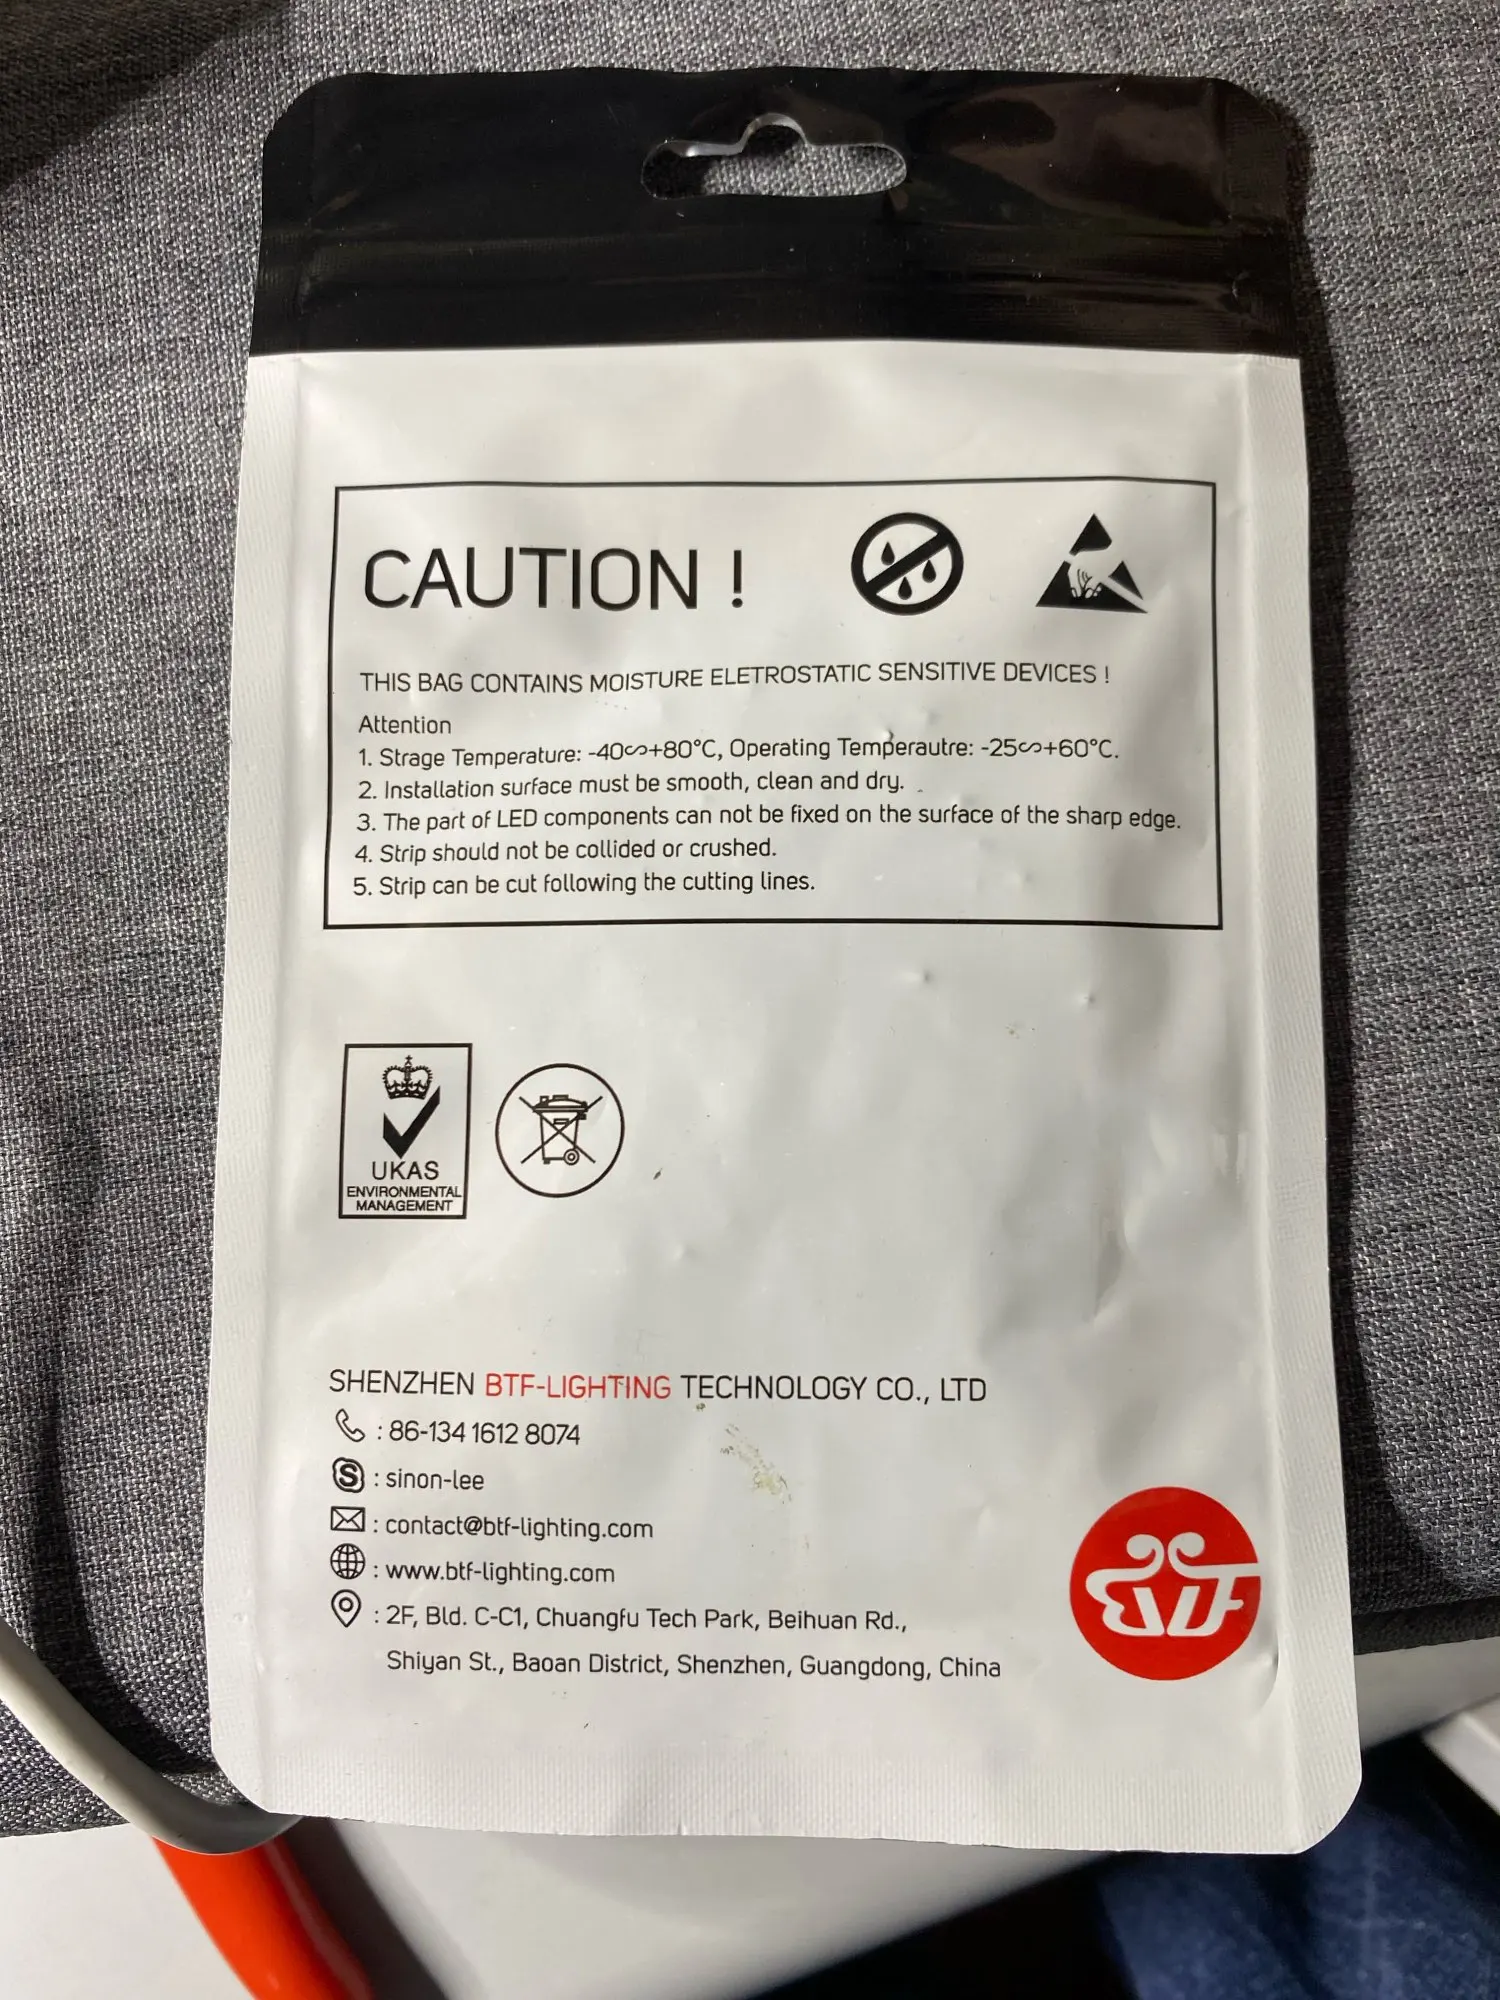 CAUTION !
THIS BAG CONTAINS MOISTURE ELETROSTATIC SENSITIVE DEVICES !
Attention
1. Strage Temperature: -40∽+80°C, Operating Temperautre: -25∽+60°C.
2. Installation surface must be smooth, clean and dry.
3. The part of LED components can not be fixed on the surface of the sharp edge.
4. Strip should not be collided or crushed.
5. Strip can be cut following the cutting lines.
UKAS
ENVIRONMENTAL
MANAGEMENT
SHENZHEN BTF-LIGHTING TECHNOLOGY CO., LTD
: 86-134 1612 8074
S : sinon-lee
: contact@btf-lighting.com
: www.btf-lighting.com
: 2F, Bld. C-C1, Chuangfu Tech Park, Beihuan Rd.,
Shiyan St., Baoan District, Shenzhen, Guangdong, China
BTF